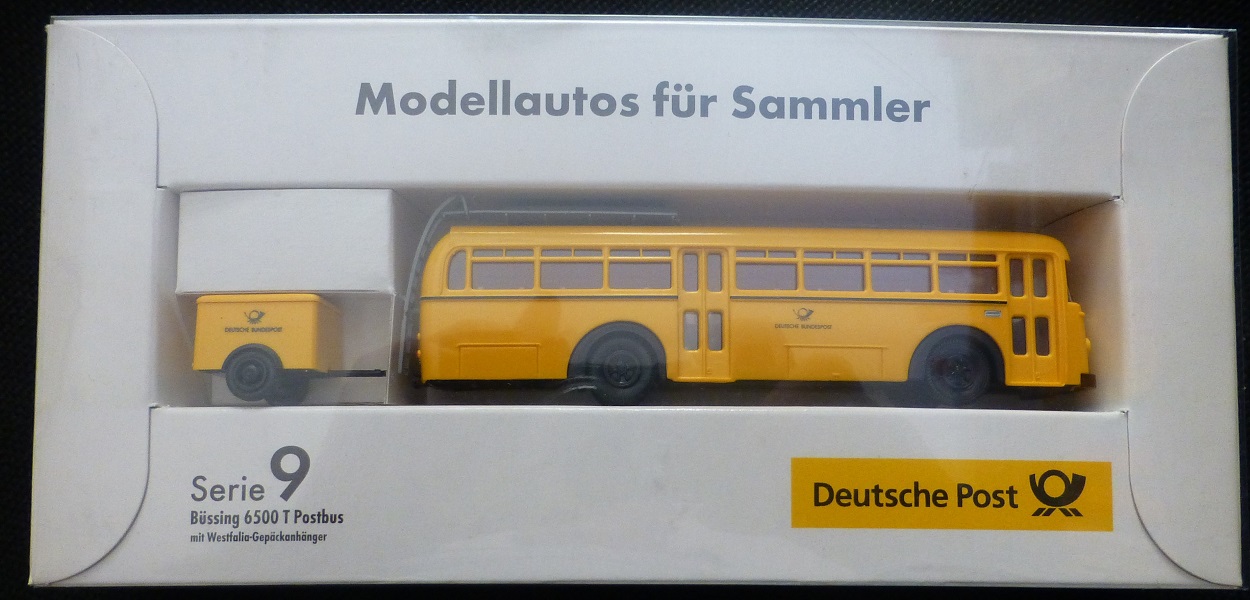 Modellautos für Sammler
DEUTSCHE BUNDESPOST
DEUTSCHE BUNDESPOST
Serie 9
Büssing 6500 T Postbus
mit Westfalia-Gepäckanhänger
Deutsche Post